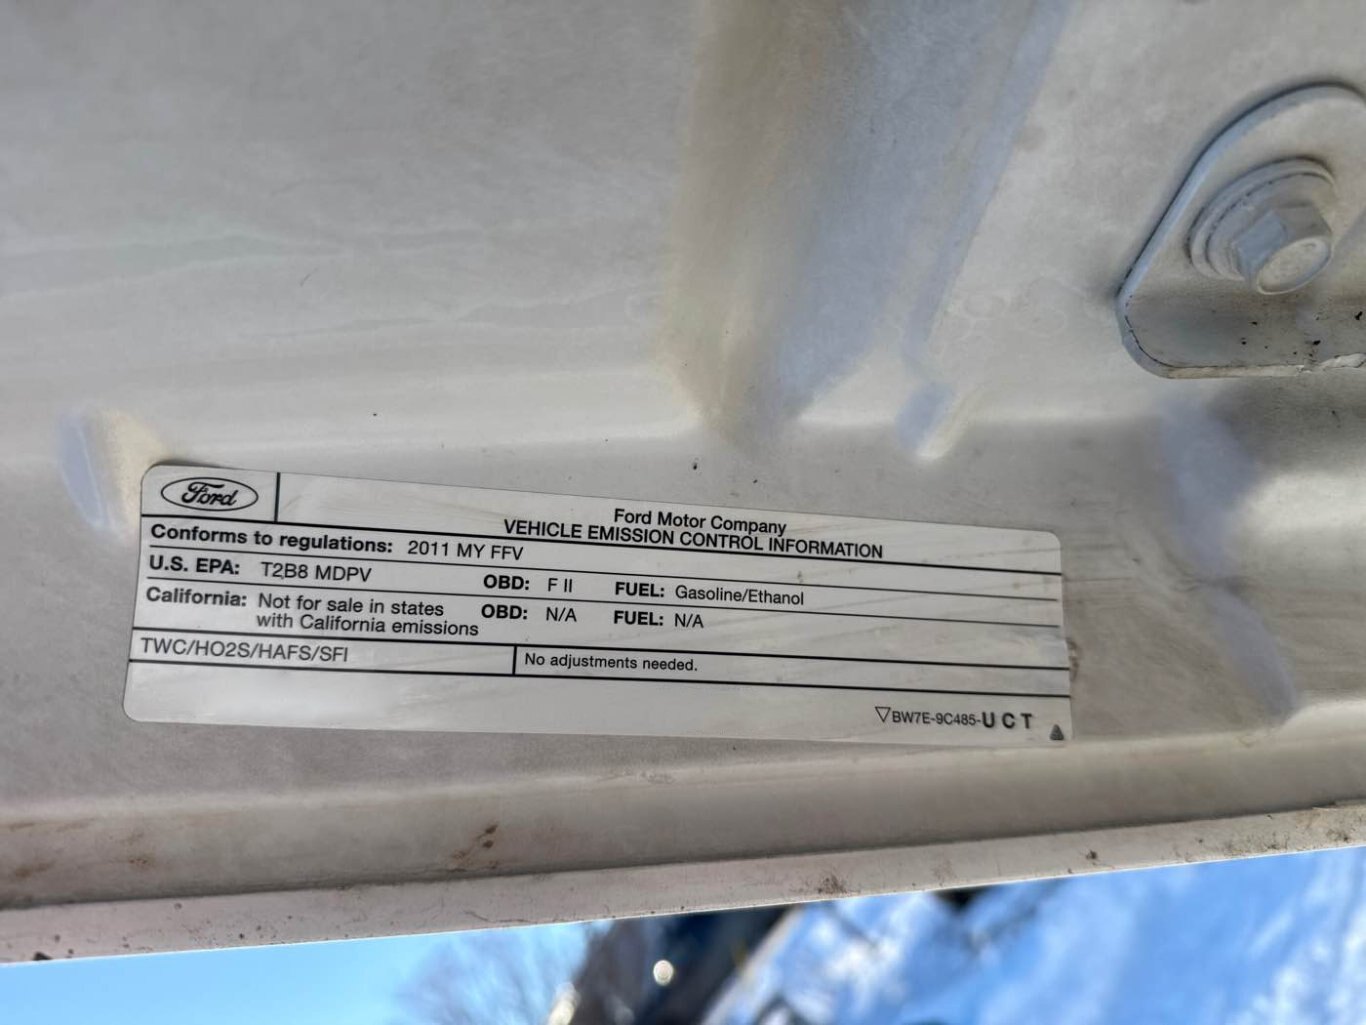 Ford
Ford Motor Company
VEHICLE EMISSION CONTROL INFORMATION
Conforms to regulations: 2011 MY FFV
U.S. EPA: T2B8 MDPV OBD: F II FUEL: Gasoline/Ethanol
California: Not for sale in states OBD: N/A FUEL: N/A
with California emissions
TWC/HO2S/HAFS/SFI No adjustments needed.
▽BW7E-9C485-UCT